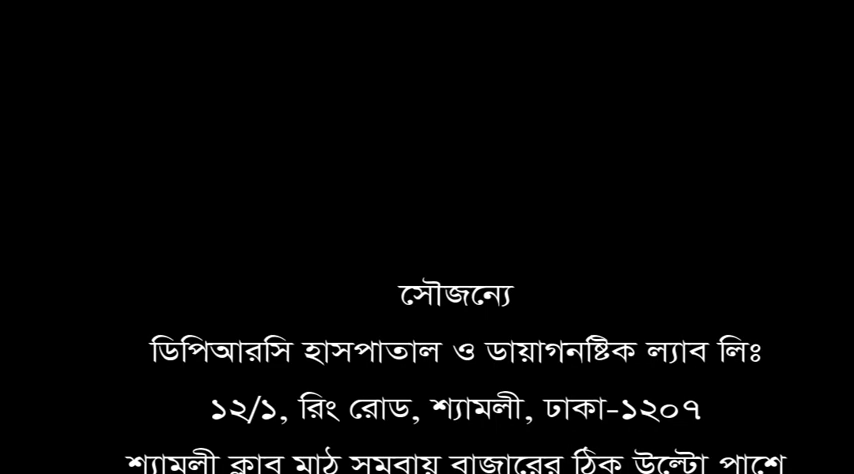 সৌজন্যে
ডিপিআরসি হাসপাতাল ও ডায়াগনষ্টিক ল্যাব লিঃ
১২/১, রিং রোড, শ্যামলী, ঢাকা-১২০৭
শ্যামলী ক্লাব মাঠ সমবায় বাজারের ঠিক উল্টো পাশে